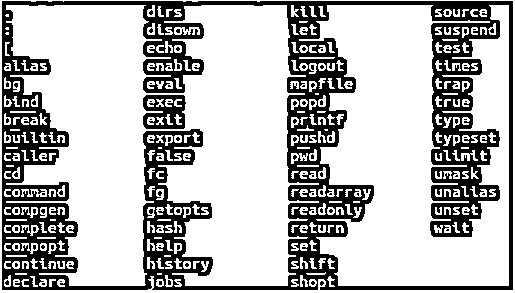 . dirs kill source
: disown let suspend
[ echo local test
alias enable logout times
bg eval mapfile trap
bind exec popd true
break exit printf type
builtin export pushd typeset
caller false pwd ulimit
cd fc read umask
command fg readarray unalias
compgen getopts readonly unset
complete hash return wait
compopt help set
continue history shift
declare jobs shopt